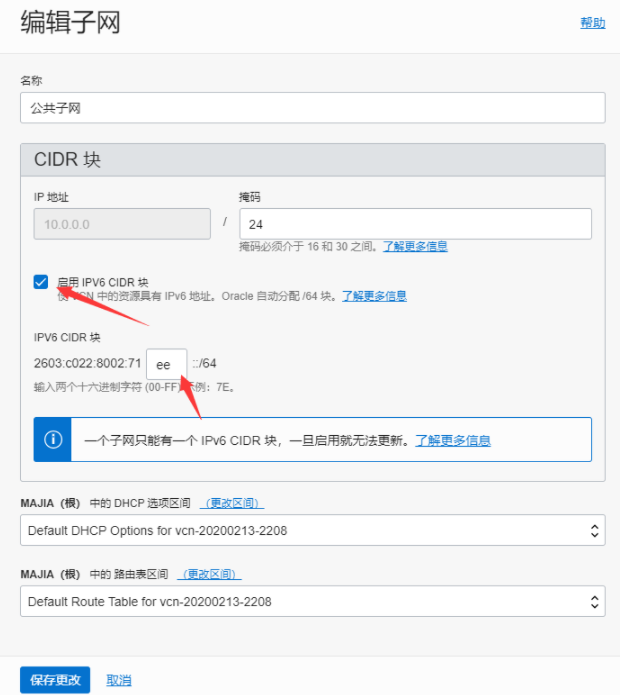 编辑子网
帮助
名称
公共子网
CIDR 块
IP 地址
掩码
10.0.0.0
/
24
掩码必须介于 16 和 30 之间。了解更多信息
启用 IPV6 CIDR 块
CN 中的资源具有 IPv6 地址。Oracle 自动分配 /64 块。了解更多信息
IPV6 CIDR 块
2603:c022:8002:71 ee ::/64
输入两个十六进制字符 (00-FF) 例：7E。
一个子网只能有一个 IPv6 CIDR 块，一旦启用就无法更新。了解更多信息
MAJIA（根） 中的 DHCP 选项区间 （更改区间）
Default DHCP Options for vcn-20200213-2208
MAJIA（根） 中的 路由表区间 （更改区间）
Default Route Table for vcn-20200213-2208
保存更改
取消